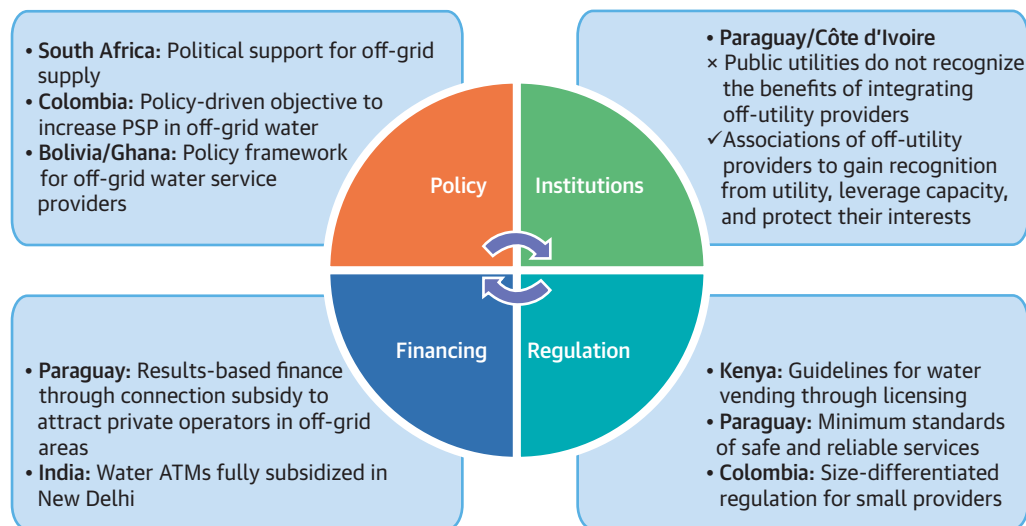 • South Africa: Political support for off-grid
supply
• Colombia: Policy-driven objective to
increase PSP in off-grid water
• Bolivia/Ghana: Policy framework
for off-grid water service
providers
• Paraguay/Côte d'Ivoire
× Public utilities do not recognize
the benefits of integrating
off-utility providers
✓Associations of off-utility
providers to gain recognition
from utility, leverage capacity,
and protect their interests
Policy
Institutions
Financing
Regulation
• Paraguay: Results-based finance
through connection subsidy to
attract private operators in off-grid
areas
• India: Water ATMs fully subsidized in
New Delhi
• Kenya: Guidelines for water
vending through licensing
• Paraguay: Minimum standards
of safe and reliable services
• Colombia: Size-differentiated
regulation for small providers